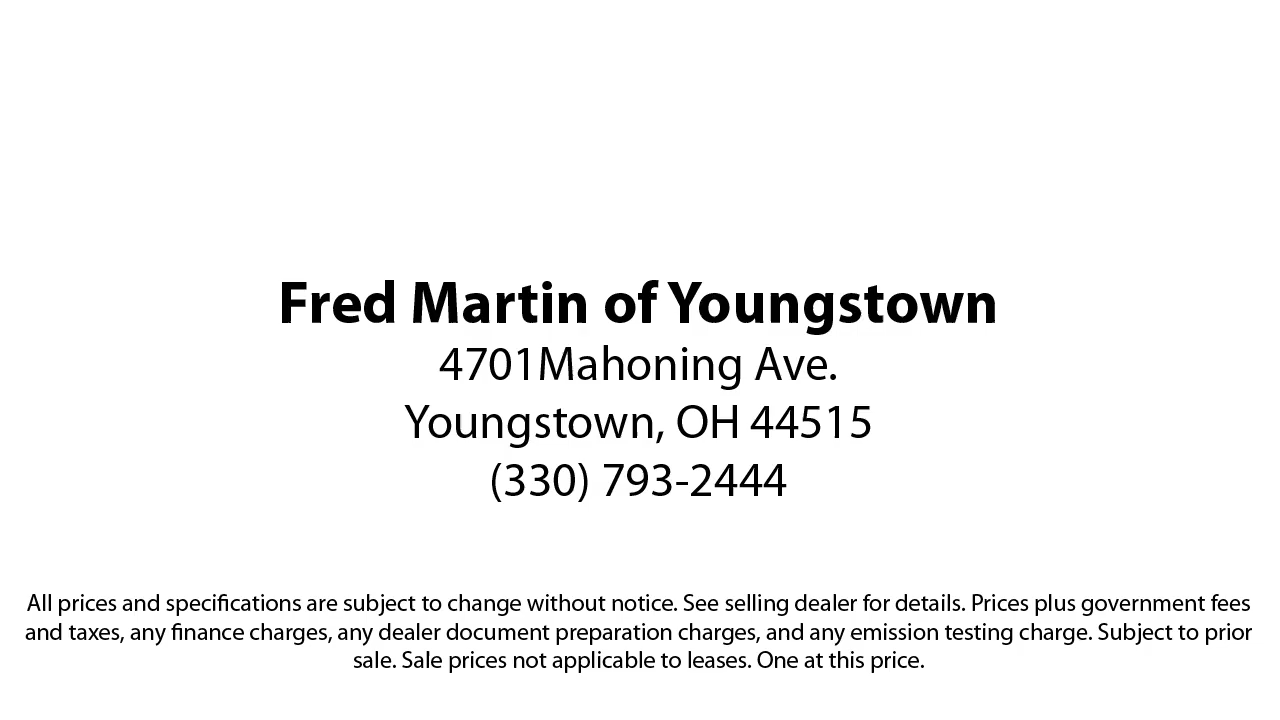 Fred Martin of Youngstown
4701Mahoning Ave.
Youngstown, OH 44515
(330) 793-2444
All prices and specifications are subject to change without notice. See selling dealer for details. Prices plus government fees
and taxes, any finance charges, any dealer document preparation charges, and any emission testing charge. Subject to prior
sale. Sale prices not applicable to leases. One at this price.